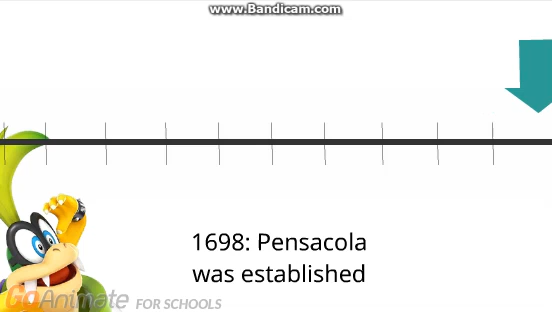 www.Bandicam.com
1698: Pensacola
was established
GoAnimate FOR SCHOOLS